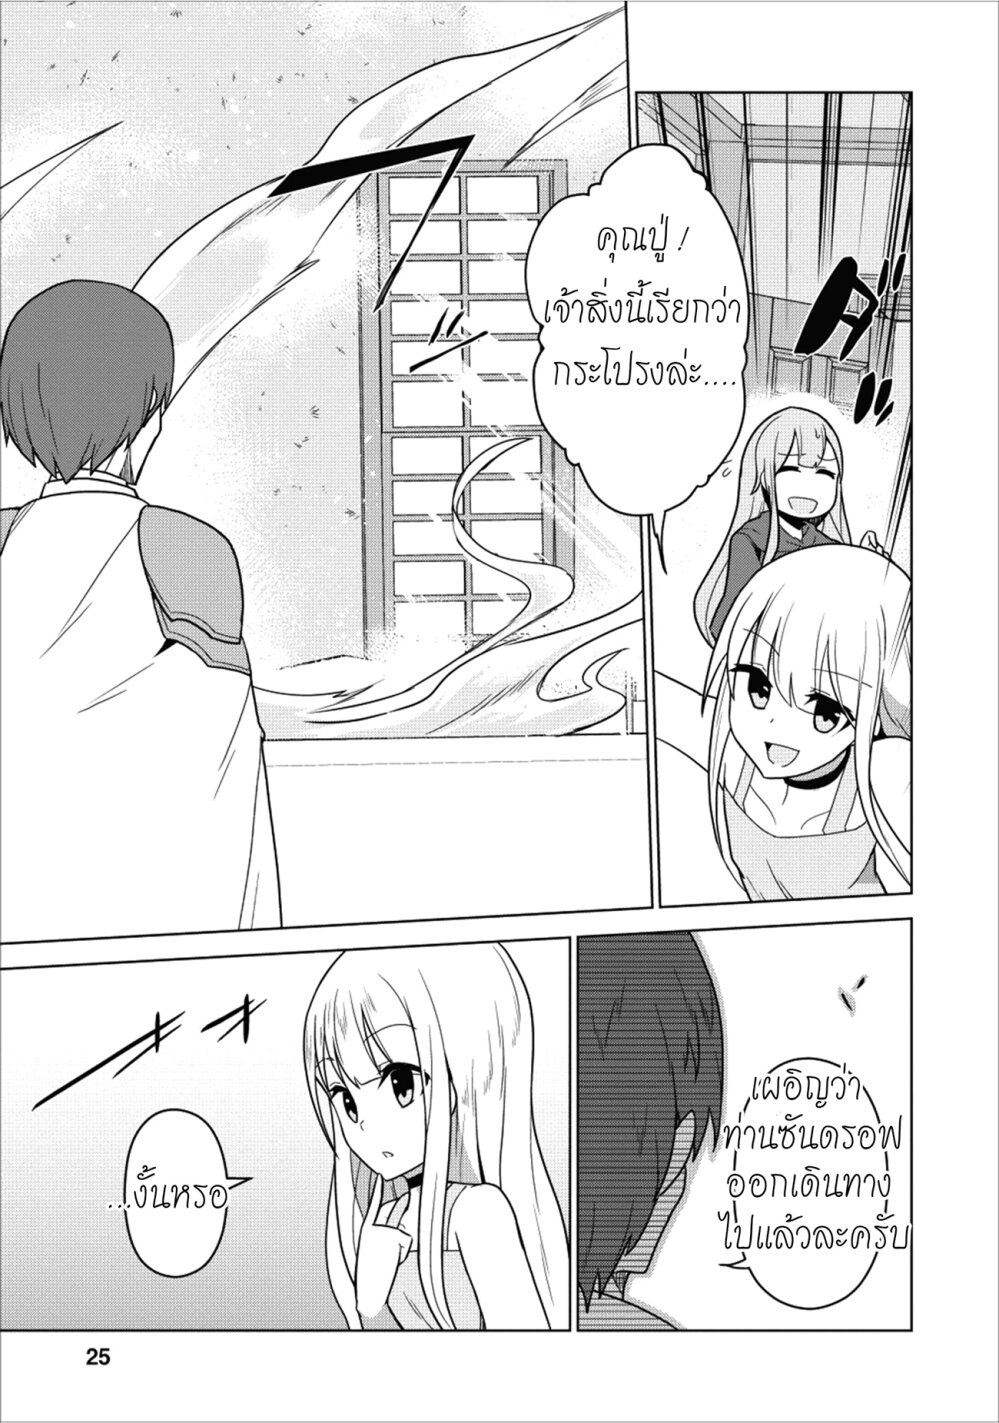 คุณปู่ !
เจ้าสิ่งนี้เรียกว่า
กระโปรงล่ะ....
เผอิญว่า
ท่านซันดรอฟ
ออกเดินทาง
ไปแล้วละครับ
...งั้นหรอ
25